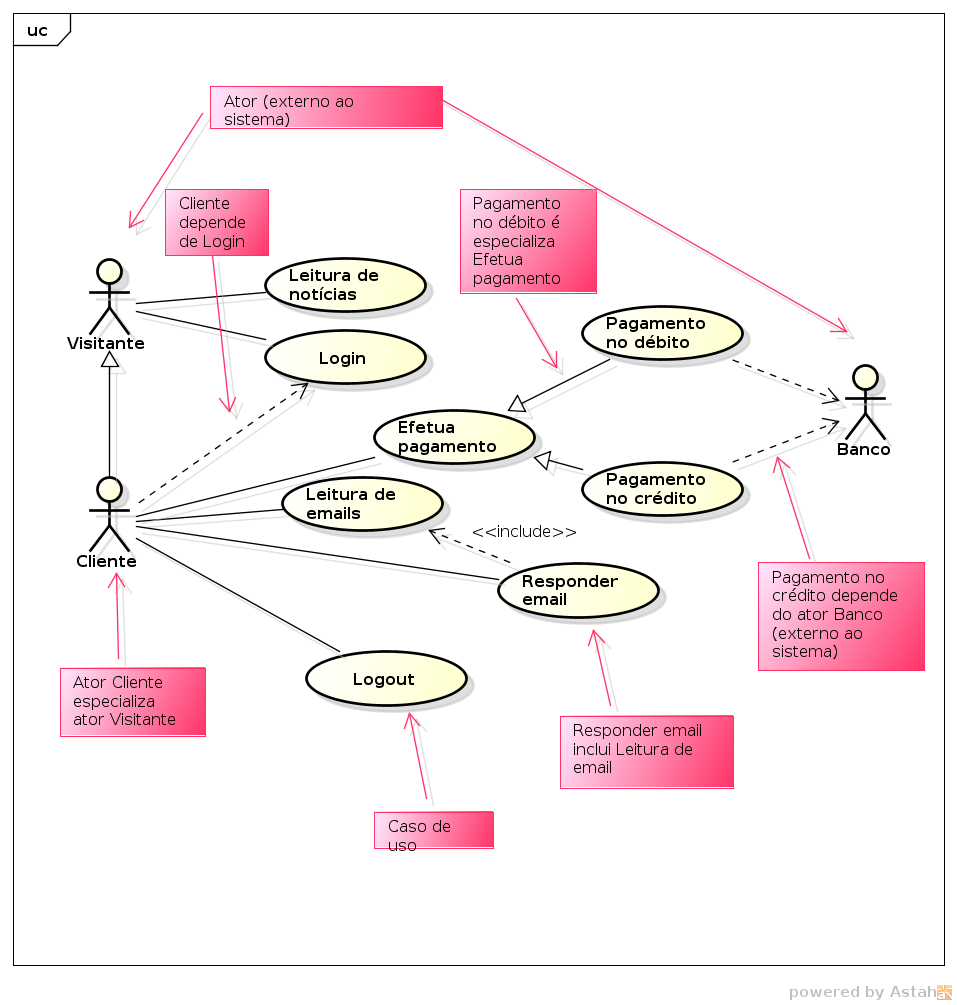 uc
Ator (externo ao
sistema)
Cliente
depende
de Login
Pagamento
no débito é
especializa
Efetua
pagamento
Leitura de
notícias
Visitante
Login
Pagamento
no débito
Banco
Efetua
pagamento
Pagamento
no crédito
Leitura de
emails
<<include>>
Cliente
Responder
email
Pagamento no
crédito depende
do ator Banco
(externo ao
sistema)
Logout
Ator Cliente
especializa
ator Visitante
Responder email
inclui Leitura de
email
Caso de
uso
powered by Astah